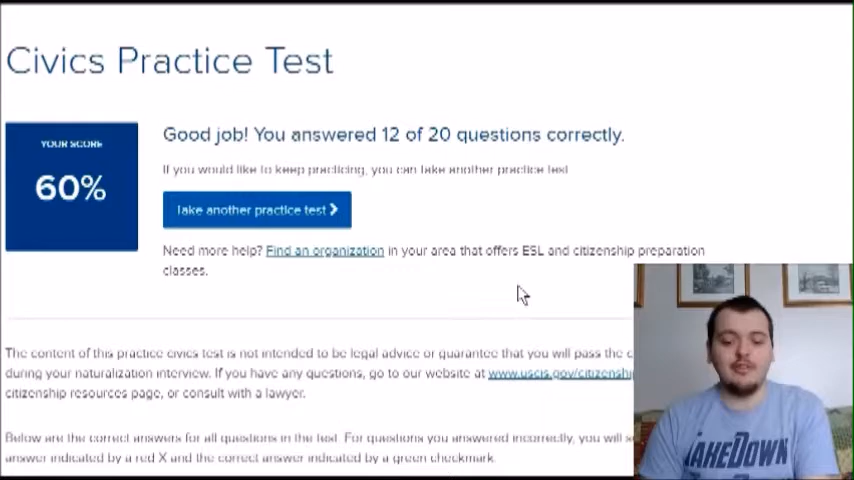 Civics Practice Test
YOUR SCORE
60%
Good job! You answered 12 of 20 questions correctly.
If you would like to keep practicing, you can take another practice test
Take another practice test
Need more help? Find an organization in your area that offers ESL and citizenship preparation
classes.
The content of this practice civics test is not intended to be legal advice or guarantee that you will pass the c
during your naturalization interview. If you have any questions, go to our website at www.uscis.gov/citizenshi
citizenship resources page, or consult with a lawyer.
Below are the correct answers for all questions in the test. For questions you answered incorrectly, you will s
answer indicated by a red X and the correct answer indicated by a green checkmark.
TAKEDOWN